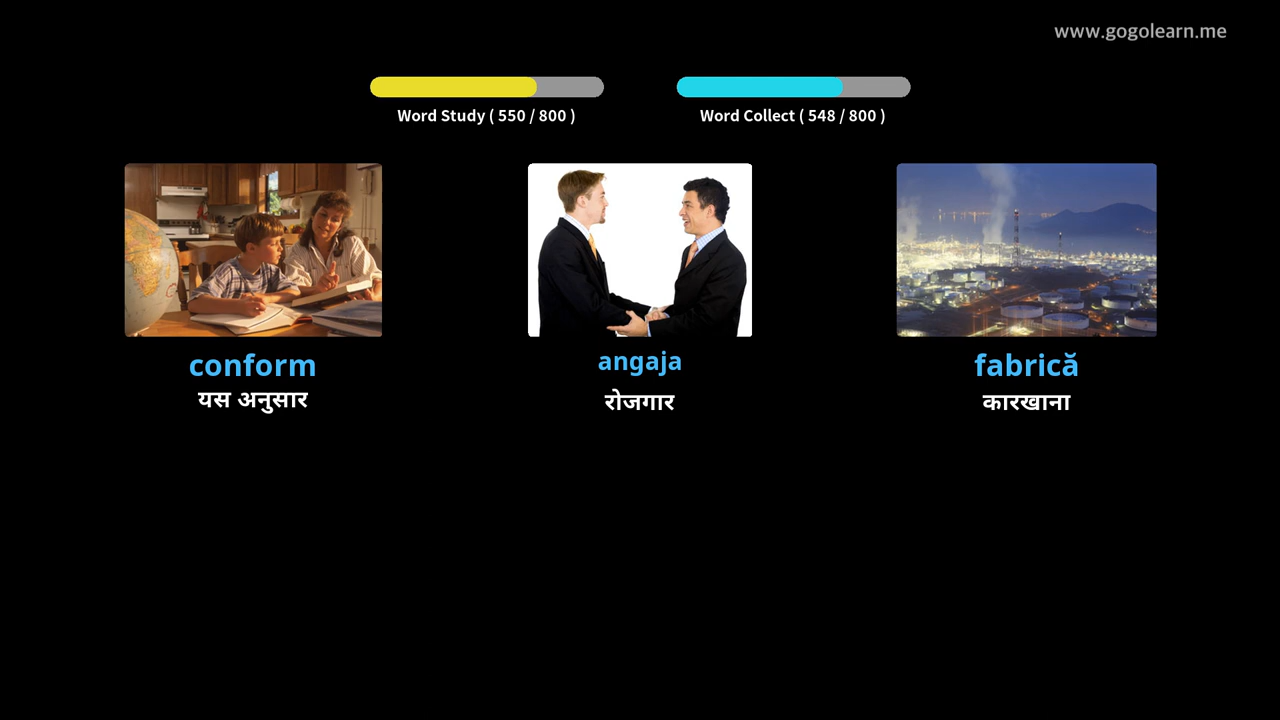 www.gogolearn.me
Word Study ( 550 / 800 )
Word Collect ( 548 / 800 )
conform
यस अनुसार
angaja
रोजगार
fabrică
कारखाना